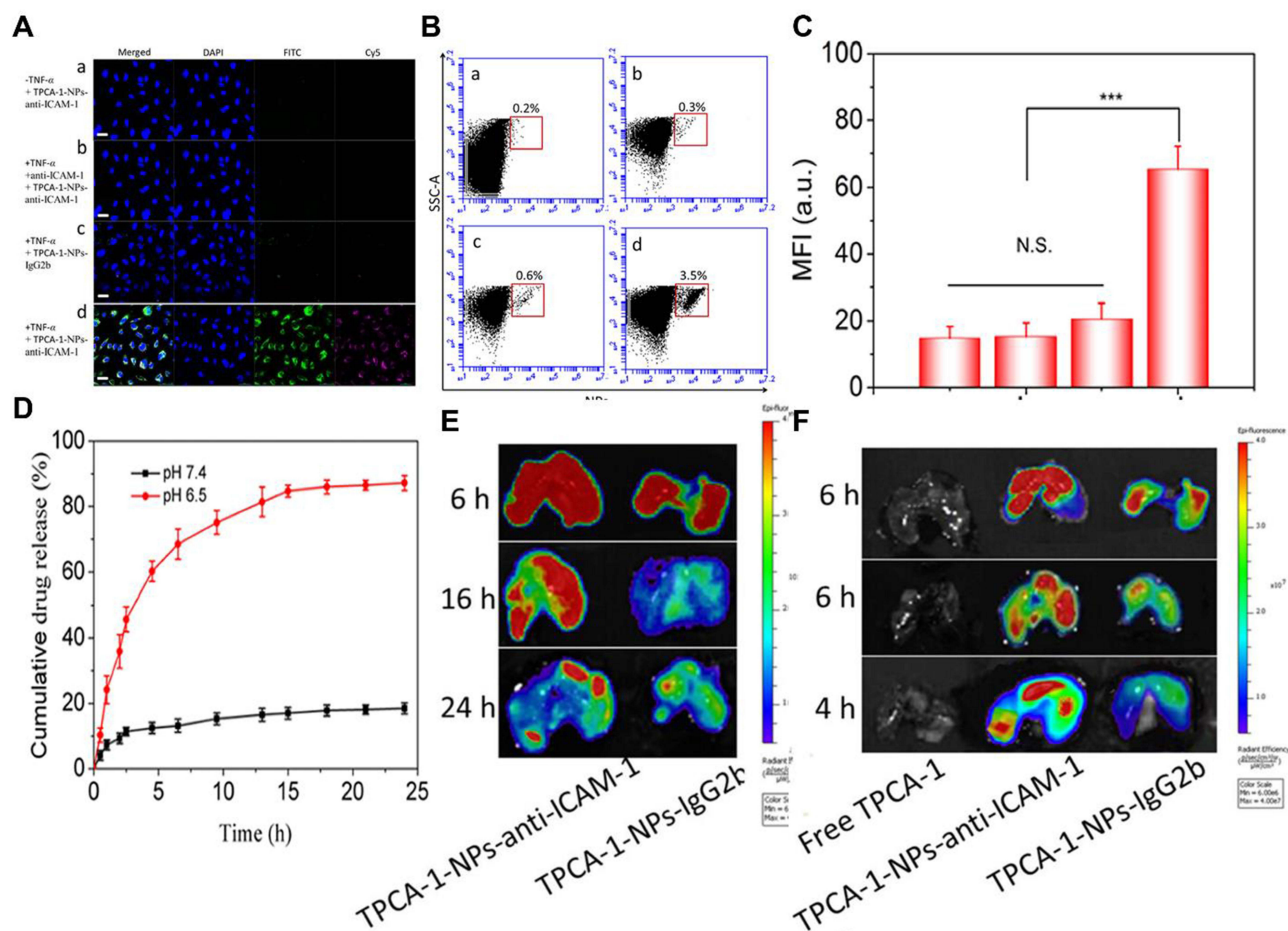 A
Merged DAPI FITC Cy5
a
-TNF-α
+ TPCA-1-NPs-
anti-ICAM-1
b
+TNF-α
+anti-ICAM-1
+ TPCA-1-NPs-
anti-ICAM-1
c
+TNF-α
+ TPCA-1-NPs-
IgG2b
d
+TNF-α
+ TPCA-1-NPs-
anti-ICAM-1
B
a
0.2%
b
0.3%
c
0.6%
d
3.5%
SSC-A
C
MFI (a.u.)
100
80
60
40
20
0
N.S.
***
D
Cumulative drug release (%)
100
80
60
40
20
0
pH 7.4
pH 6.5
0 5 10 15 20 25
Time (h)
E
6 h
16 h
24 h
TPCA-1-NPs-anti-ICAM-1
TPCA-1-NPs-IgG2b
F
6 h
6 h
4 h
Free TPCA-1
TPCA-1-NPs-anti-ICAM-1
TPCA-1-NPs-IgG2b
Epi-fluorescence
4.0
3.0
2.0
1.0
Radiant Efficiency
Color Scale
Min = 6.00e6
Max = 4.00e7